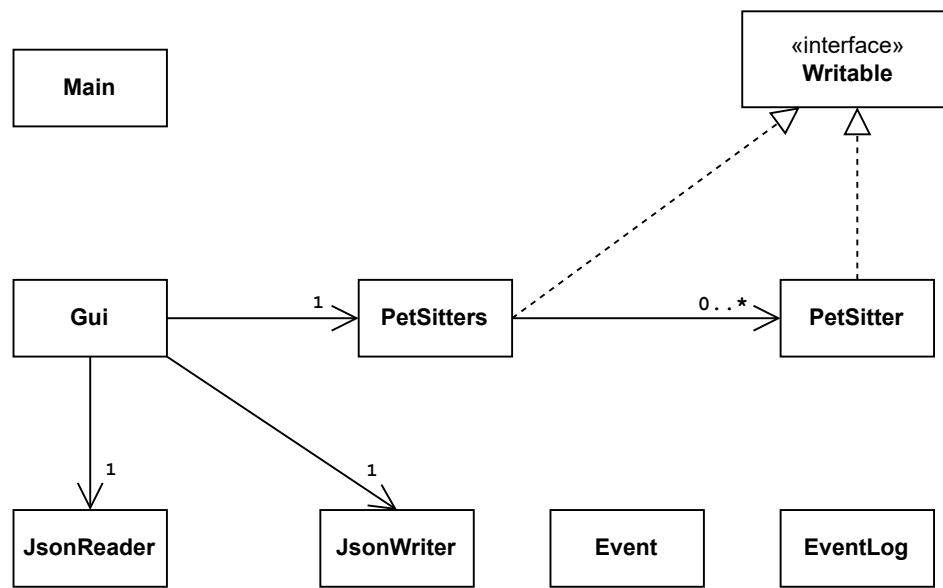 «interface»
Writable
Main
Gui
1
PetSitters
0..*
PetSitter
1
1
JsonReader
JsonWriter
Event
EventLog